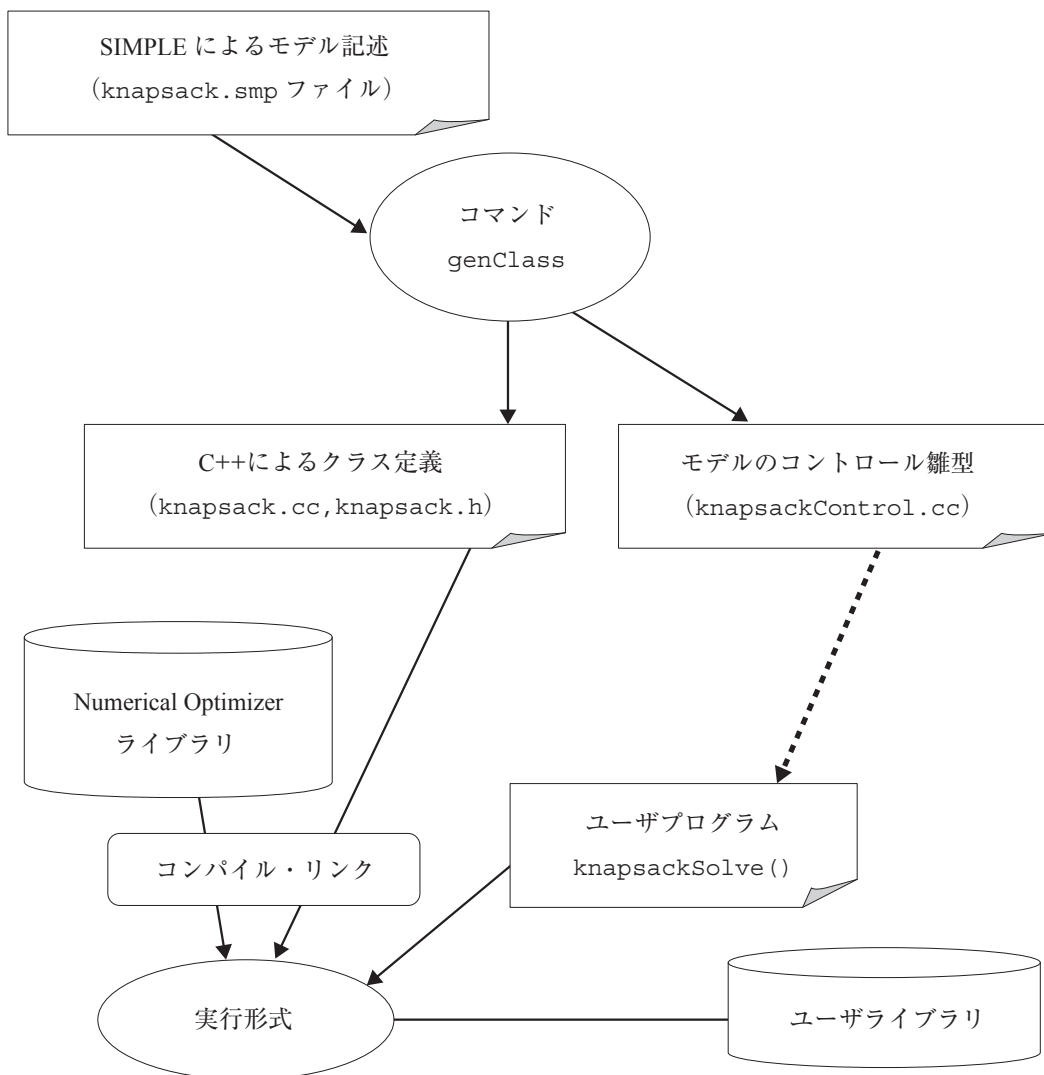 SIMPLE によるモデル記述
(knapsack.smp ファイル)
コマンド
genClass
C++によるクラス定義
(knapsack.cc,knapsack.h)
モデルのコントロール雛型
(knapsackControl.cc)
Numerical Optimizer
ライブラリ
コンパイル・リンク
ユーザプログラム
knapsackSolve()
実行形式
ユーザライブラリ